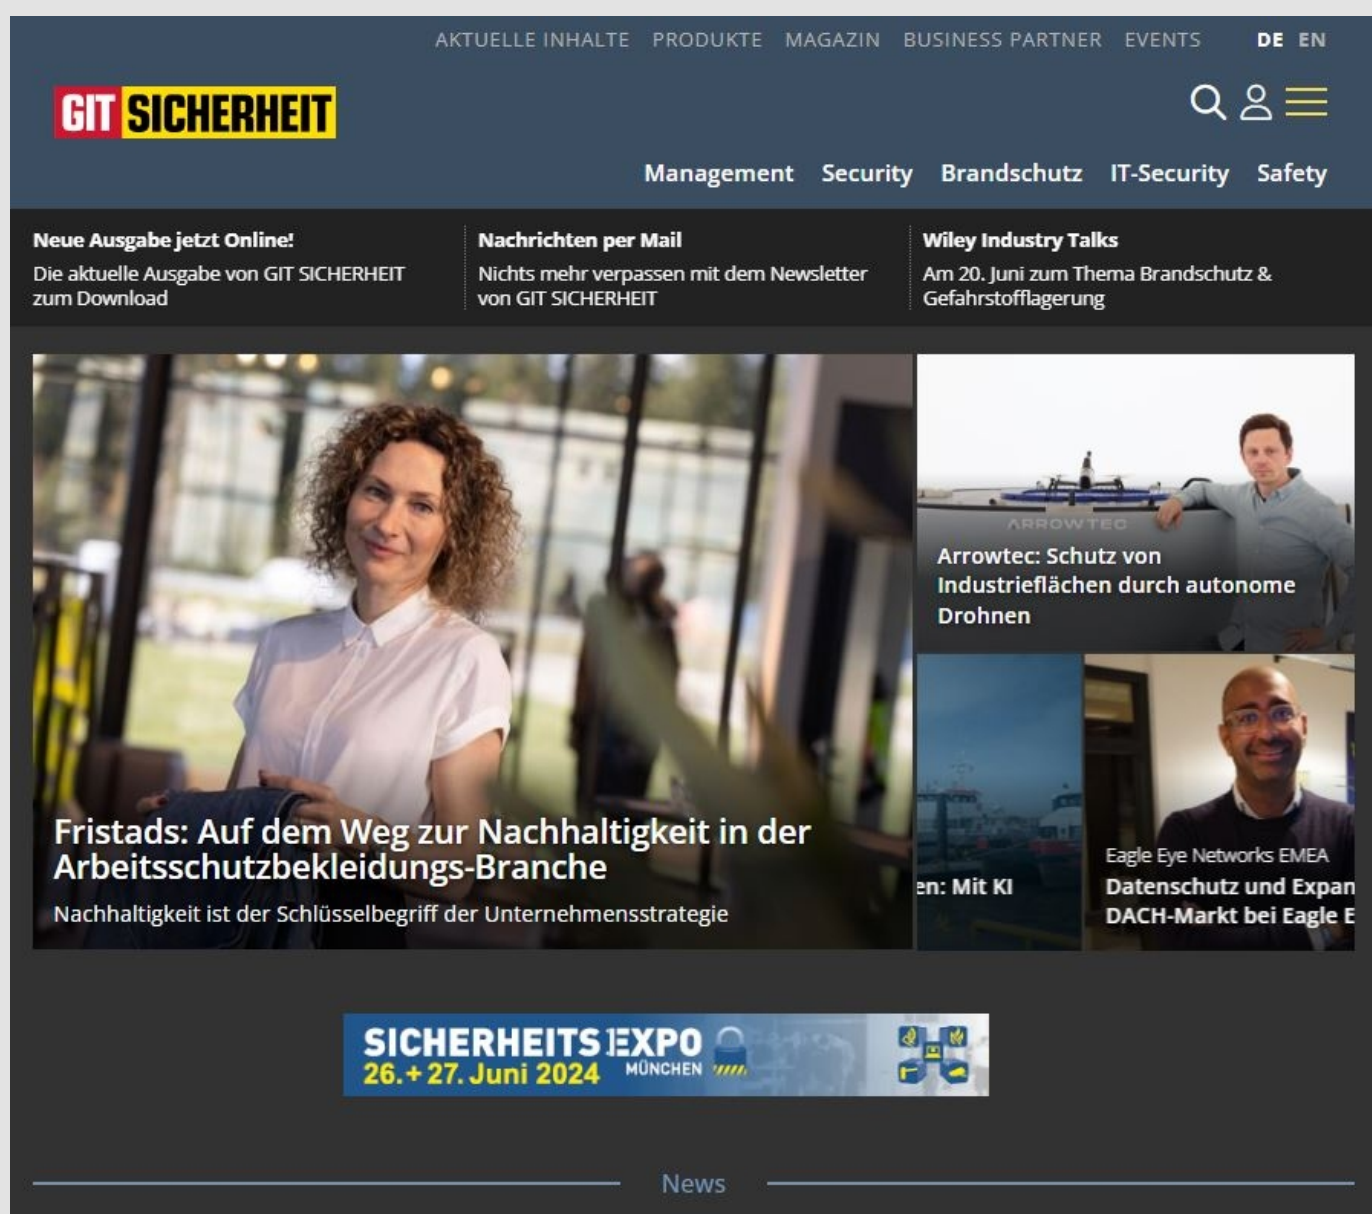 AKTUELLE INHALTE PRODUKTE MAGAZIN BUSINESS PARTNER EVENTS DE EN
GIT SICHERHEIT
Management Security Brandschutz IT-Security Safety
Neue Ausgabe jetzt Online!
Die aktuelle Ausgabe von GIT SICHERHEIT
zum Download
Nachrichten per Mail
Nichts mehr verpassen mit dem Newsletter
von GIT SICHERHEIT
Wiley Industry Talks
Am 20. Juni zum Thema Brandschutz &
Gefahrstofflagerung
Fristads: Auf dem Weg zur Nachhaltigkeit in der
Arbeitsschutzbekleidungs-Branche
Nachhaltigkeit ist der Schlüsselbegriff der Unternehmensstrategie
ARROWTEC
Arrowtec: Schutz von
Industrieflächen durch autonome
Drohnen
en: Mit KI
Eagle Eye Networks EMEA
Datenschutz und Expan
DACH-Markt bei Eagle E
SICHERHEITSEXPO
26.+27. Juni 2024 MÜNCHEN
News